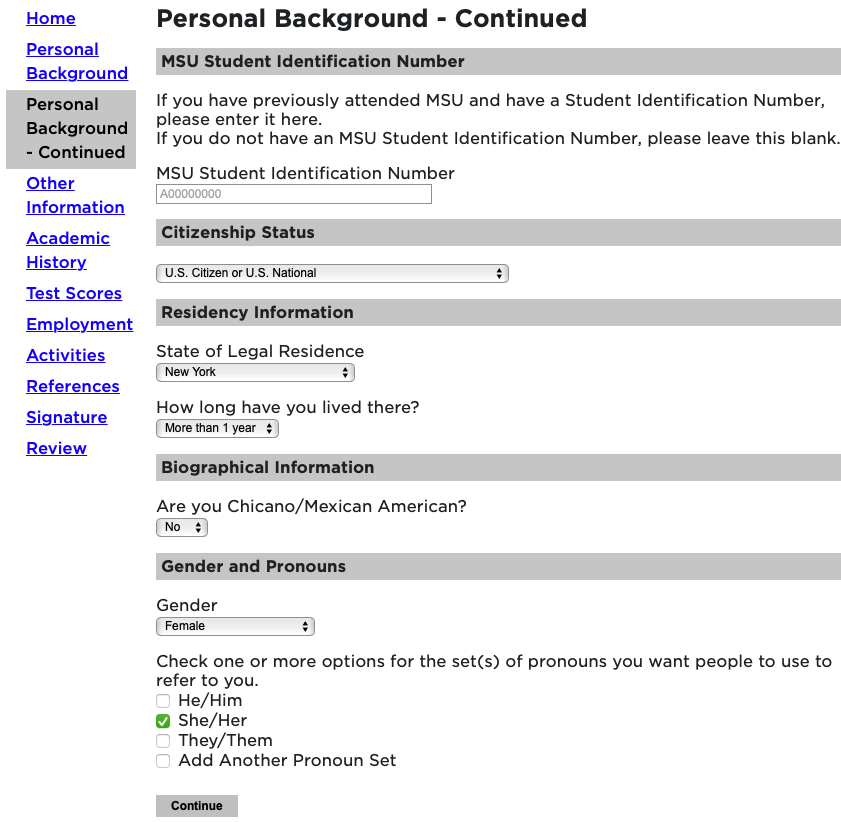 Home
Personal
Background
Personal
Background
- Continued
Other
Information
Academic
History
Test Scores
Employment
Activities
References
Signature
Review
Personal Background - Continued
MSU Student Identification Number
If you have previously attended MSU and have a Student Identification Number,
please enter it here.
If you do not have an MSU Student Identification Number, please leave this blank.
MSU Student Identification Number
A00000000
Citizenship Status
U.S. Citizen or U.S. National
Residency Information
State of Legal Residence
New York
How long have you lived there?
More than 1 year
Biographical Information
Are you Chicano/Mexican American?
No
Gender and Pronouns
Gender
Female
Check one or more options for the set(s) of pronouns you want people to use to
refer to you.
He/Him
She/Her
They/Them
Add Another Pronoun Set
Continue